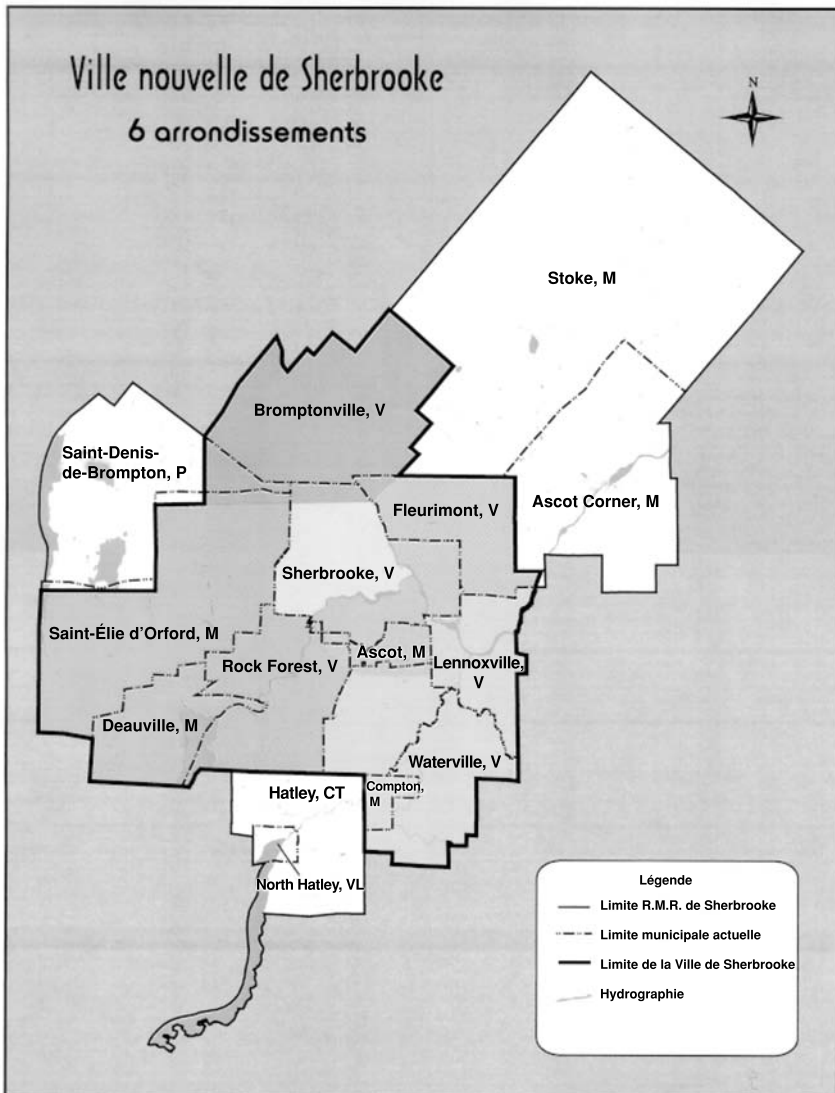 Ville nouvelle de Sherbrooke
6 arrondissements
N
Stoke, M
Bromptonville, V
Saint-Denis-
de-Brompton, P
Ascot Corner, M
Fleurimont, V
Sherbrooke, V
Saint-Élie d'Orford, M
Ascot, M
Rock Forest, V
Lennoxville,
V
Deauville, M
Waterville, V
Hatley, CT
Compton,
M
North Hatley, VL
Légende
Limite R.M.R. de Sherbrooke
Limite municipale actuelle
Limite de la Ville de Sherbrooke
Hydrographie